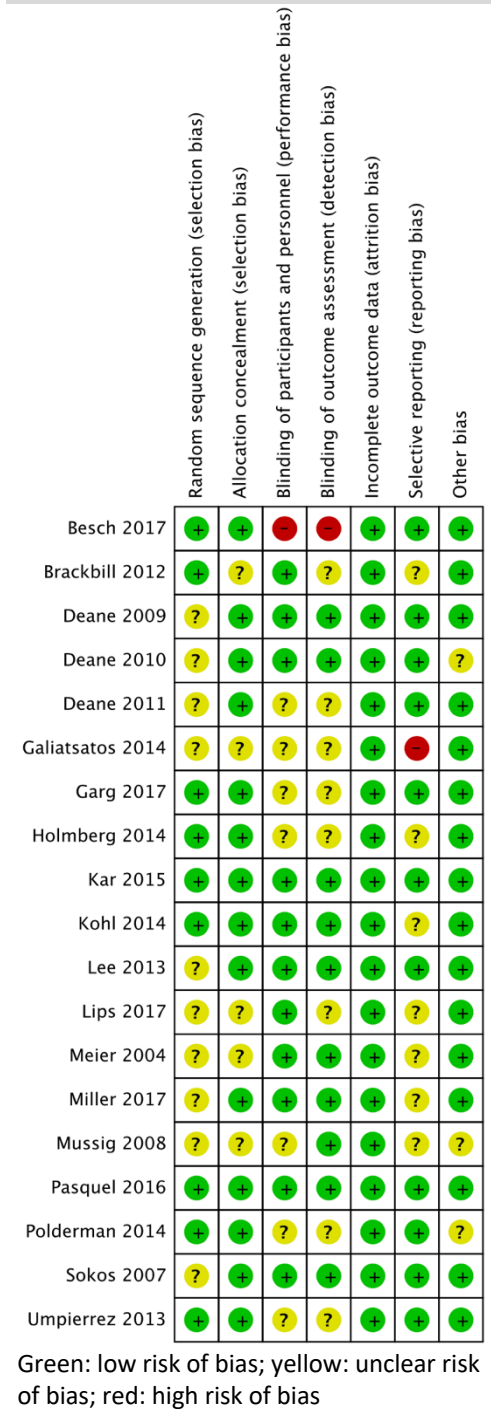 Random sequence generation (selection bias)
Allocation concealment (selection bias)
Blinding of participants and personnel (performance bias)
Blinding of outcome assessment (detection bias)
Incomplete outcome data (attrition bias)
Selective reporting (reporting bias)
Other bias
Besch 2017 + + - - + + +
Brackbill 2012 + ? + ? + ? +
Deane 2009 ? + + + + + +
Deane 2010 ? + + + + + ?
Deane 2011 ? + ? ? + + +
Galiatsatos 2014 ? ? ? ? + - +
Garg 2017 + + ? ? + + +
Holmberg 2014 + + ? ? + ? +
Kar 2015 + + + + + + +
Kohl 2014 + + + + + ? +
Lee 2013 ? + + + + + +
Lips 2017 ? ? + ? + ? +
Meier 2004 ? ? + + + ? +
Miller 2017 ? + + + + ? +
Mussig 2008 ? ? ? + + ? ?
Pasquel 2016 + + + + + + +
Polderman 2014 + + ? ? + + ?
Sokos 2007 ? + + + + + +
Umpierrez 2013 + + ? ? + + +
Green: low risk of bias; yellow: unclear risk
of bias; red: high risk of bias